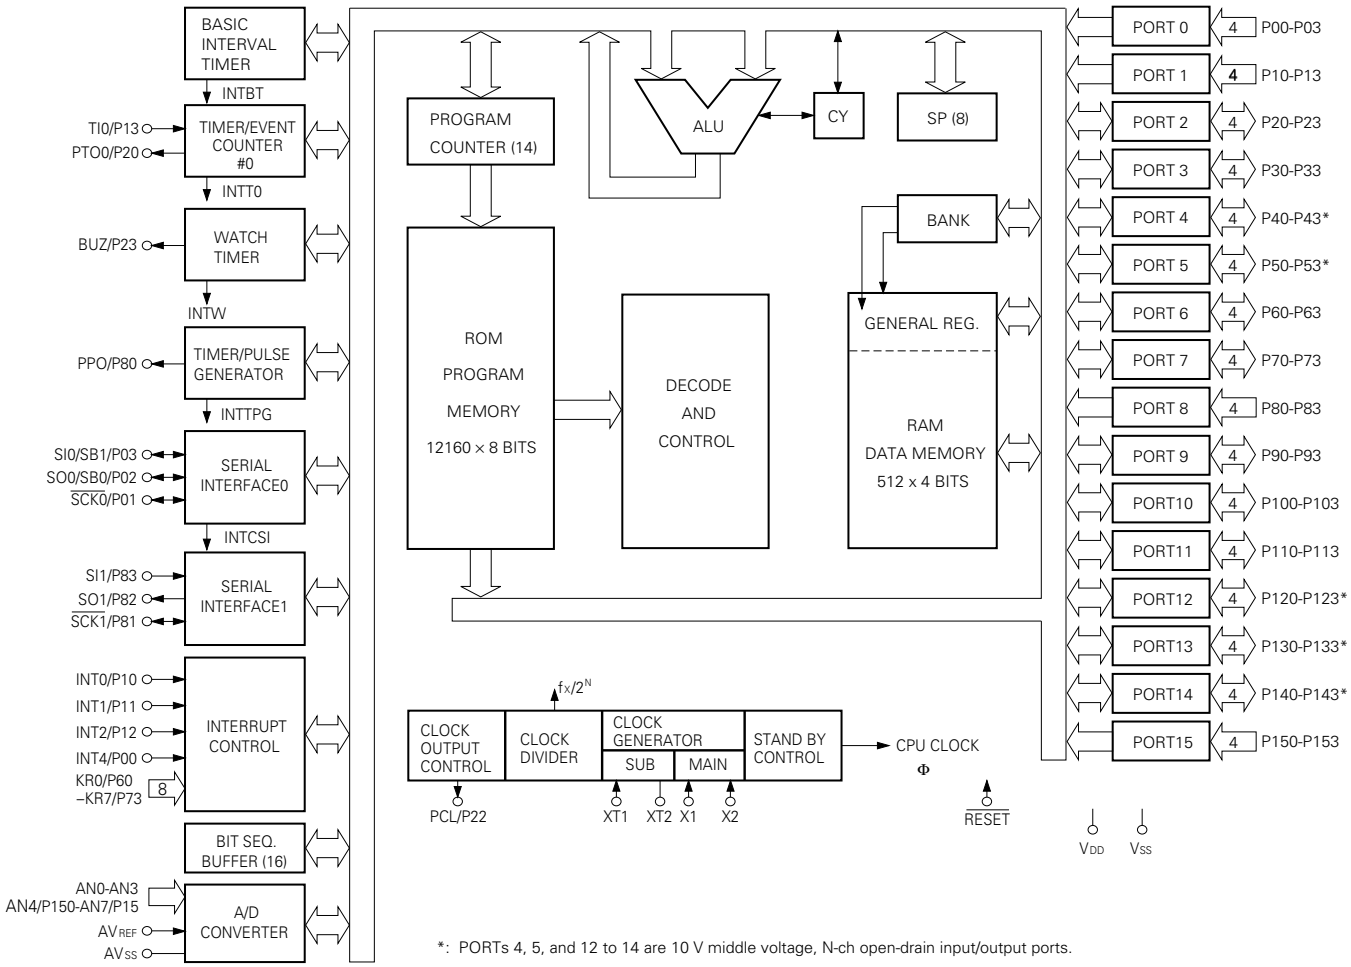 BASIC
INTERVAL
TIMER
INTBT
TI0/P13
PTO0/P20
TIMER/EVENT
COUNTER
#0
INTT0
BUZ/P23
WATCH
TIMER
INTW
PPO/P80
TIMER/PULSE
GENERATOR
INTTPG
SI0/SB1/P03
SO0/SB0/P02
SCK0/P01
SERIAL
INTERFACE0
INTCSI
SI1/P83
SO1/P82
SCK1/P81
SERIAL
INTERFACE1
INT0/P10
INT1/P11
INT2/P12
INT4/P00
KR0/P60
–KR7/P73
8
INTERRUPT
CONTROL
BIT SEQ.
BUFFER (16)
AN0-AN3
AN4/P150-AN7/P15
AVREF
AVSS
A/D
CONVERTER
PROGRAM
COUNTER (14)
ALU
CY
SP (8)
BANK
ROM
PROGRAM
MEMORY
12160 × 8 BITS
DECODE
AND
CONTROL
GENERAL REG.
RAM
DATA MEMORY
512 x 4 BITS
fX/2N
CLOCK
OUTPUT
CONTROL
CLOCK
DIVIDER
CLOCK
GENERATOR
SUB
MAIN
STAND BY
CONTROL
CPU CLOCK
Φ
PCL/P22
XT1
XT2
X1
X2
RESET
VDD
VSS
PORT 0 4 P00-P03
PORT 1 4 P10-P13
PORT 2 4 P20-P23
PORT 3 4 P30-P33
PORT 4 4 P40-P43*
PORT 5 4 P50-P53*
PORT 6 4 P60-P63
PORT 7 4 P70-P73
PORT 8 4 P80-P83
PORT 9 4 P90-P93
PORT10 4 P100-P103
PORT11 4 P110-P113
PORT12 4 P120-P123*
PORT13 4 P130-P133*
PORT14 4 P140-P143*
PORT15 4 P150-P153
*: PORTs 4, 5, and 12 to 14 are 10 V middle voltage, N-ch open-drain input/output ports.